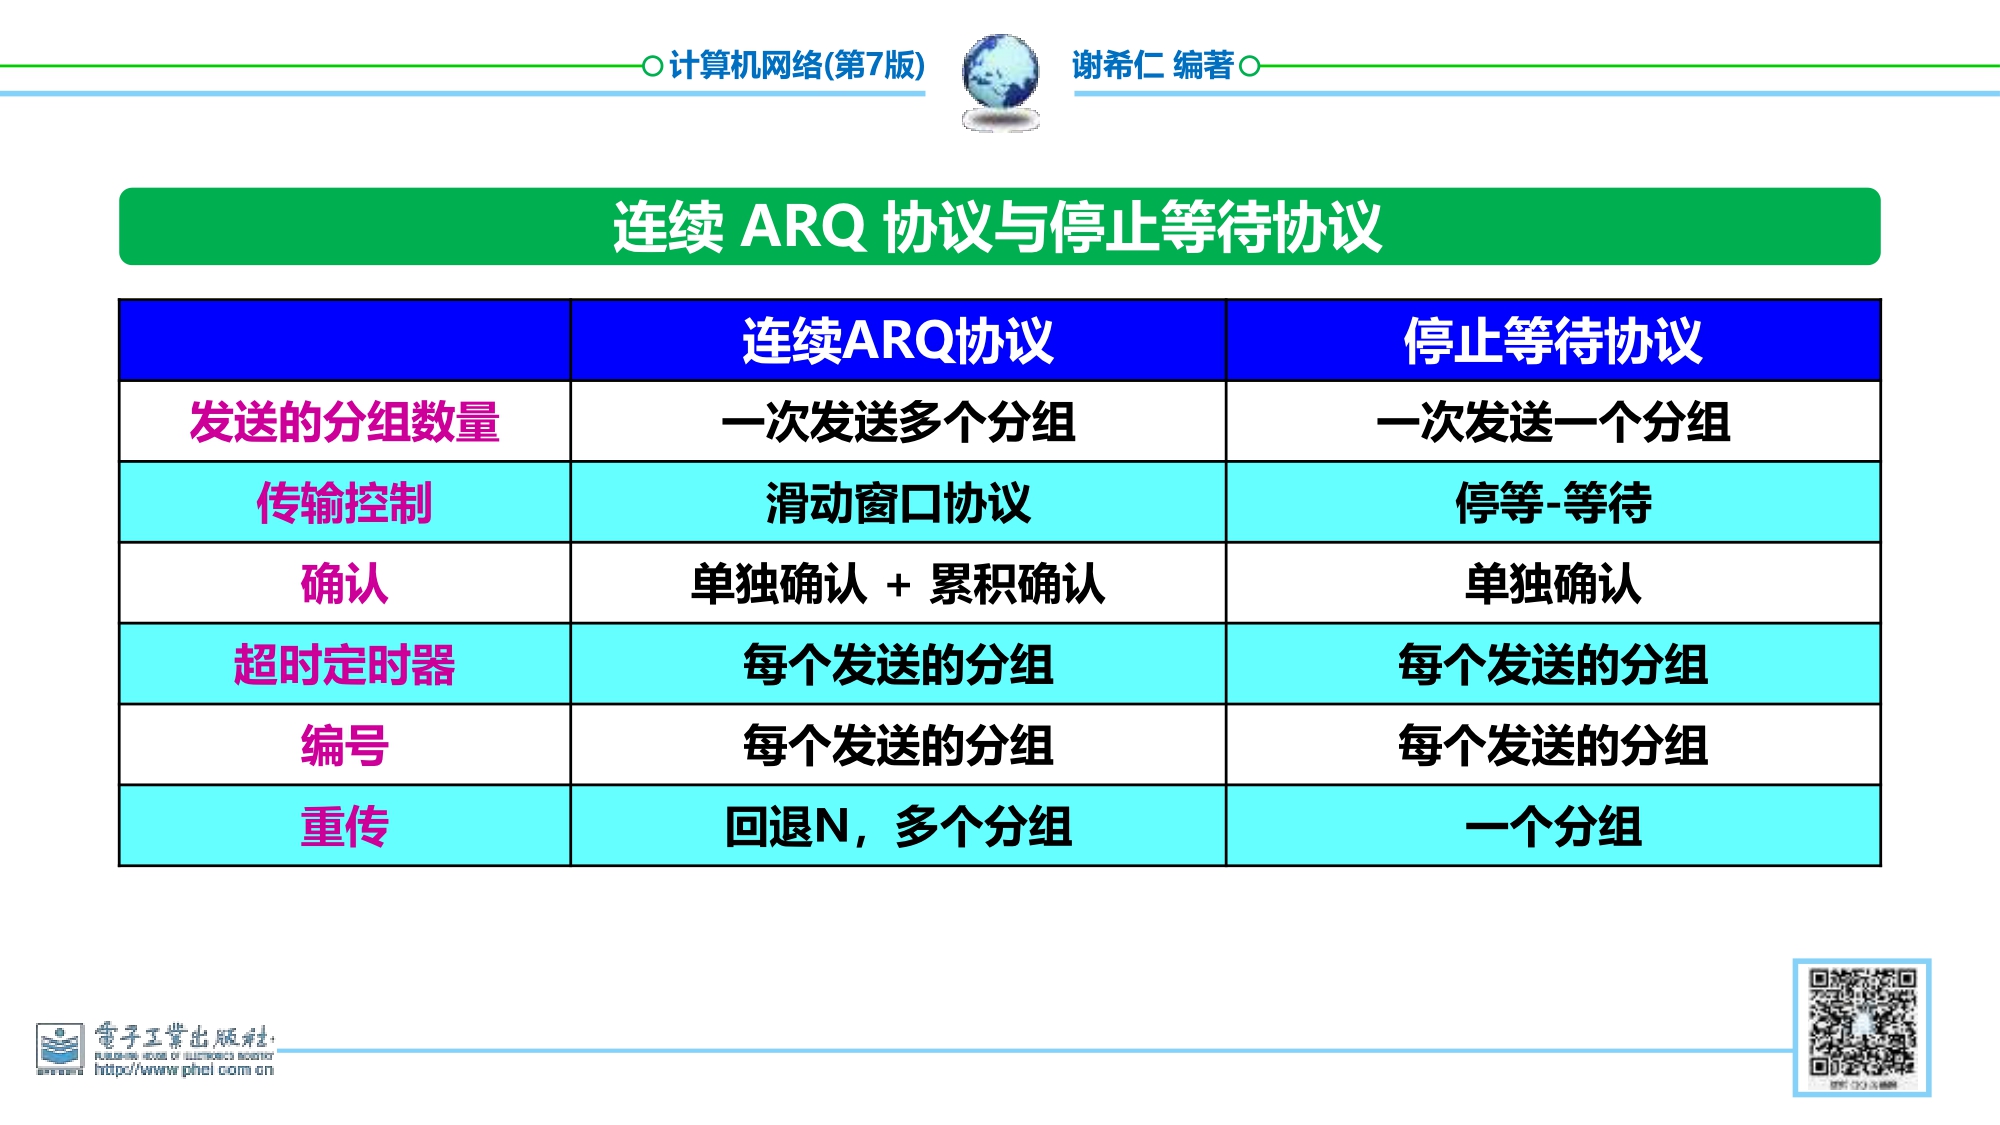 计算机网络(第7版) 谢希仁 编著
连续 ARQ 协议与停止等待协议
连续ARQ协议 停止等待协议
发送的分组数量 一次发送多个分组 一次发送一个分组
传输控制 滑动窗口协议 停等-等待
确认 单独确认 + 累积确认 单独确认
超时定时器 每个发送的分组 每个发送的分组
编号 每个发送的分组 每个发送的分组
重传 回退N，多个分组 一个分组
電子工業出版社
PUBLISHING HOUSE OF ELECTRONICS INDUSTRY
http://www.phei.com.cn